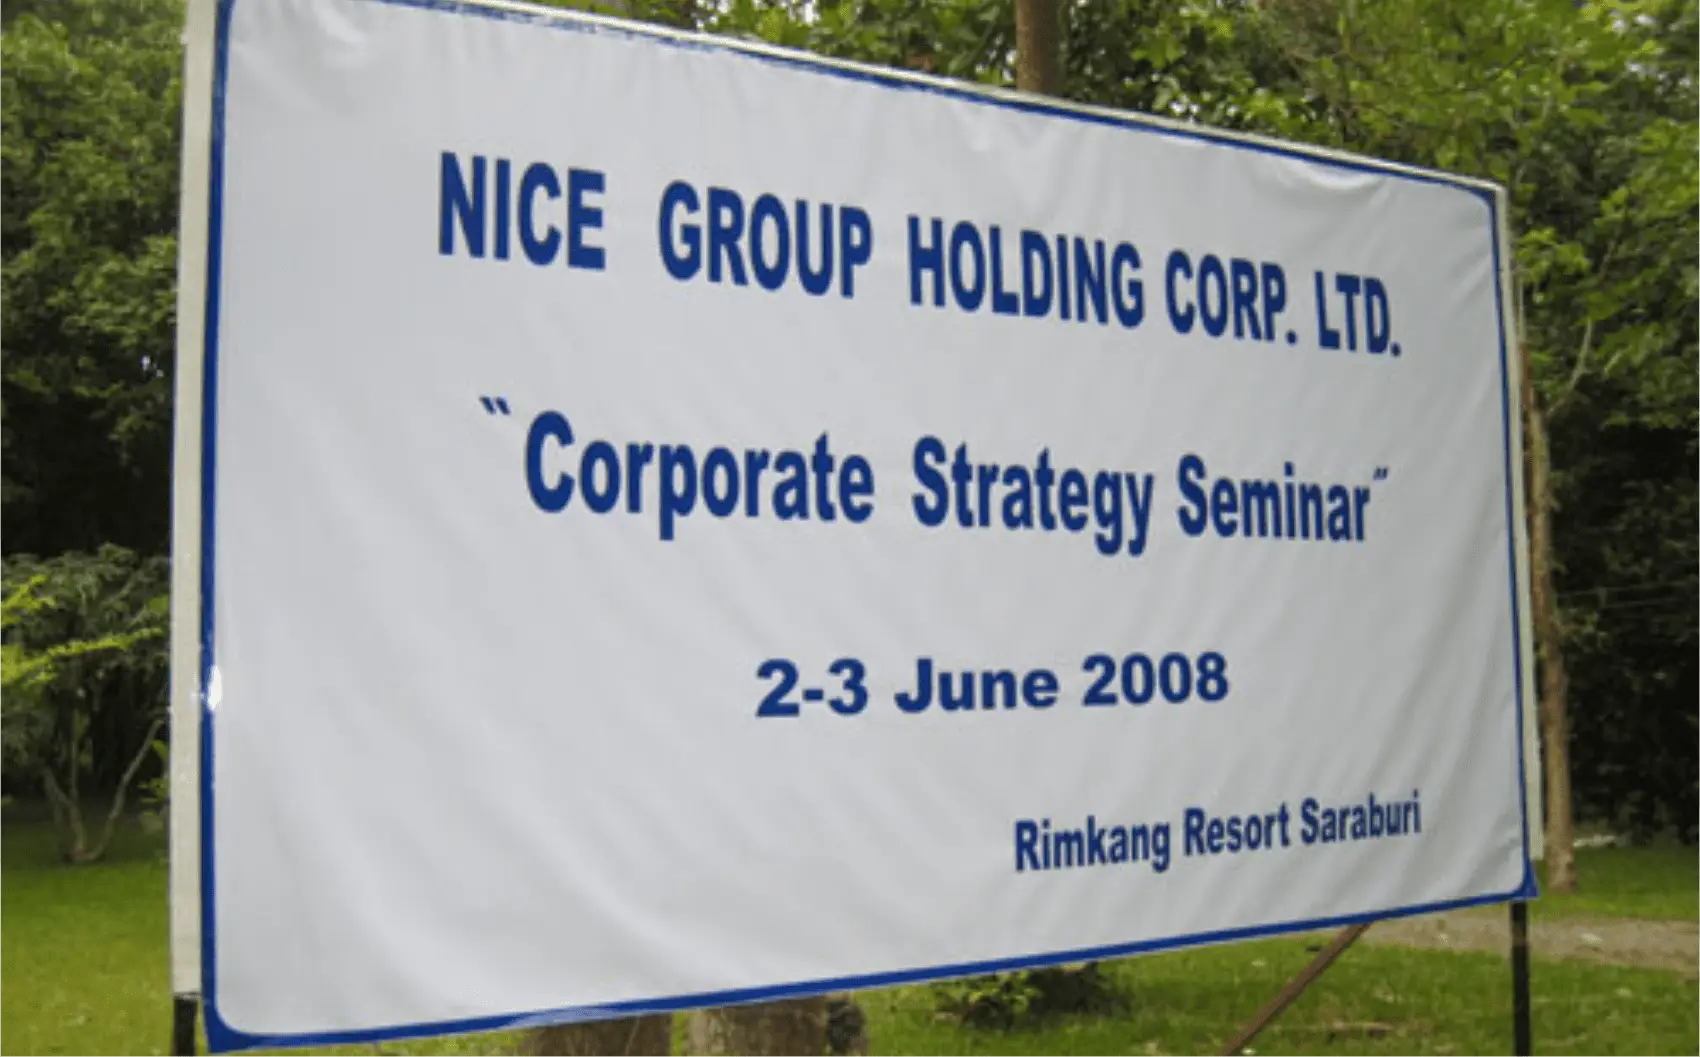 NICE GROUP HOLDING CORP. LTD.
"Corporate Strategy Seminar"
2-3 June 2008
Rimkang Resort Saraburi